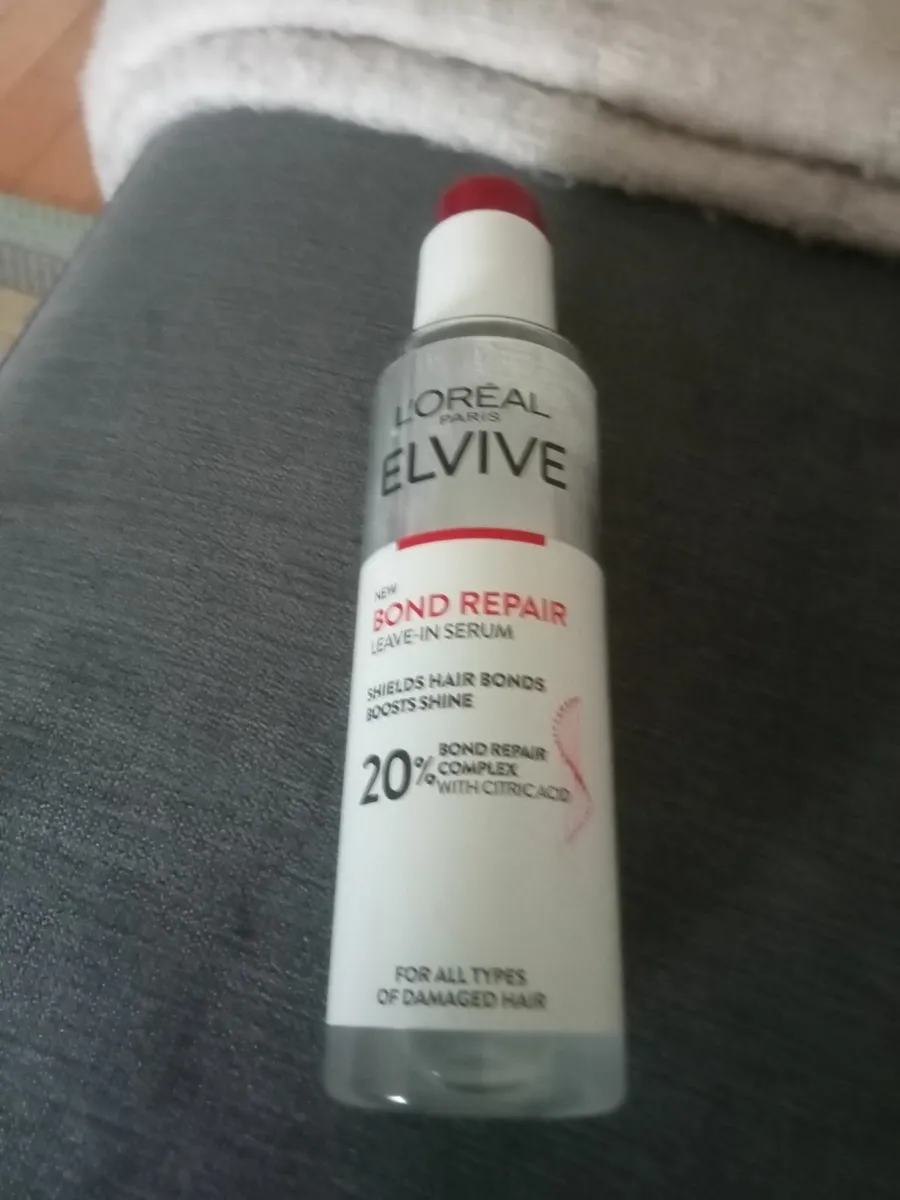 L'ORÉAL
PARIS
ELVIVE
NEW
BOND REPAIR
LEAVE-IN SERUM
SHIELDS HAIR BONDS
BOOSTS SHINE
20% BOND REPAIR
COMPLEX
WITH CITRIC ACID
FOR ALL TYPES
OF DAMAGED HAIR